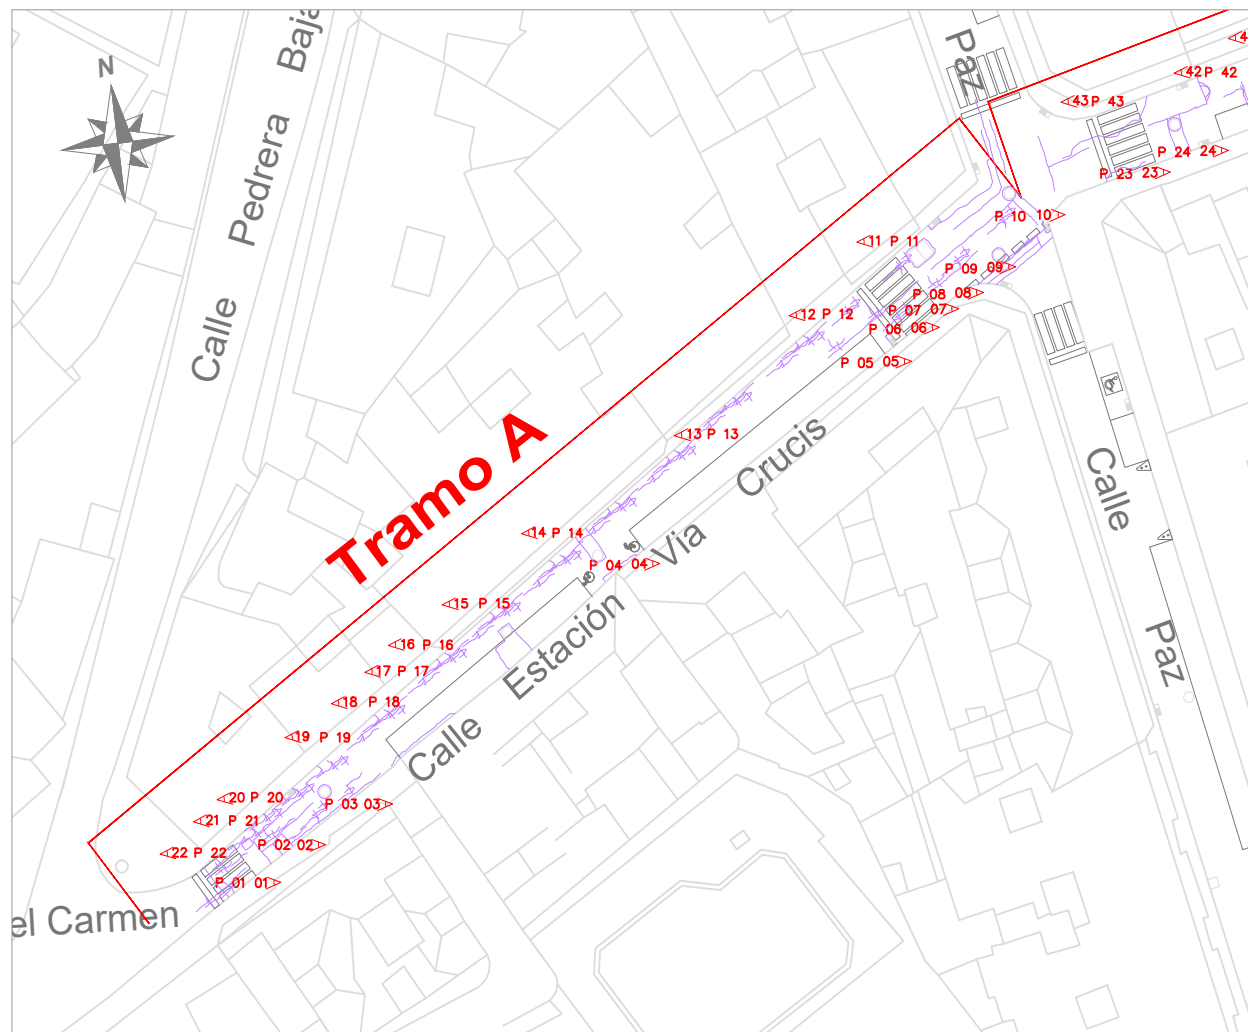 N
Calle Pedrera Baja
Paz
43 P 43
42 P 42
4
P 24 24
P 23 23
P 10 10
11 P 11
P 09 09
P 08 08
P 07 07
12 P 12
P 06 06
P 05 05
Tramo A
13 P 13
Calle Estación Via Crucis
Calle Paz
14 P 14
P 04 04
15 P 15
16 P 16
17 P 17
18 P 18
19 P 19
20 P 20
P 03 03
21 P 21
P 02 02
22 P 22
P 01 01
el Carmen